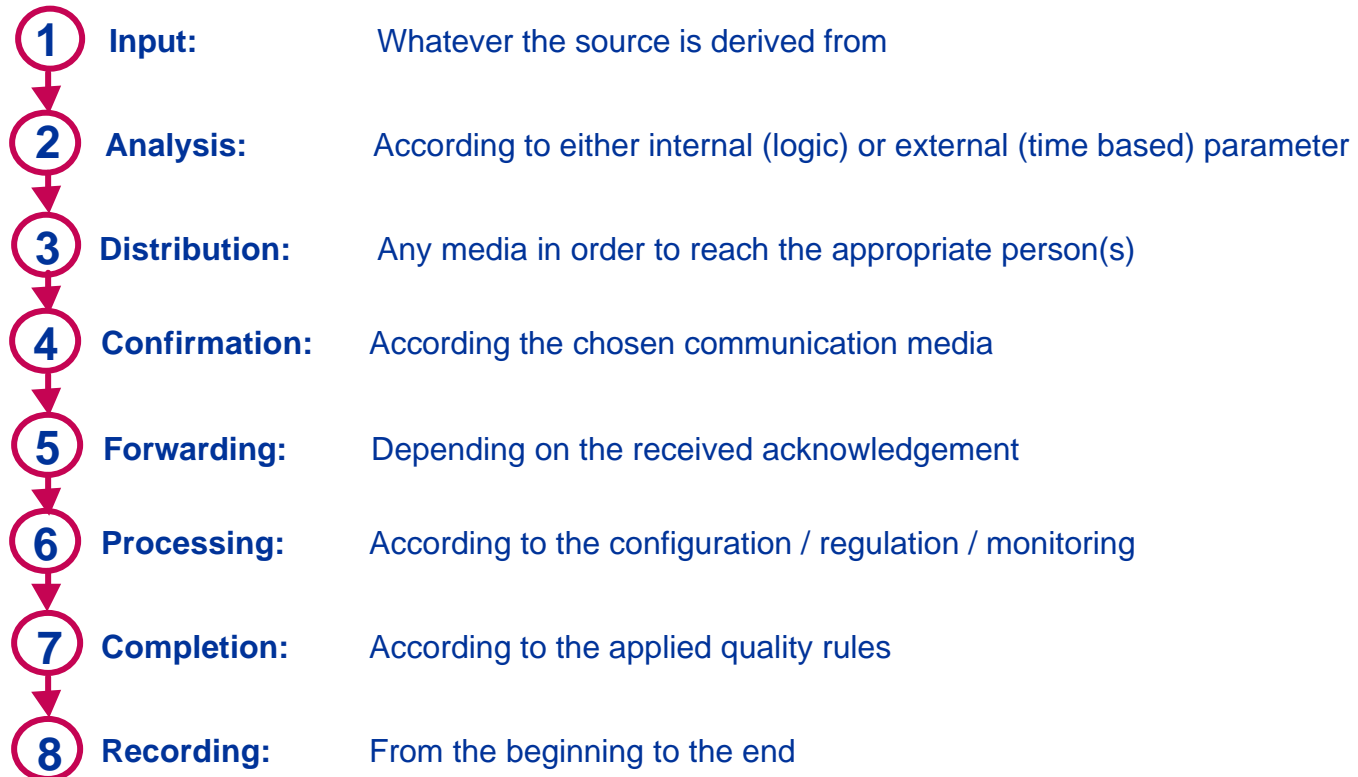 1 Input: Whatever the source is derived from
2 Analysis: According to either internal (logic) or external (time based) parameter
3 Distribution: Any media in order to reach the appropriate person(s)
4 Confirmation: According the chosen communication media
5 Forwarding: Depending on the received acknowledgement
6 Processing: According to the configuration / regulation / monitoring
7 Completion: According to the applied quality rules
8 Recording: From the beginning to the end